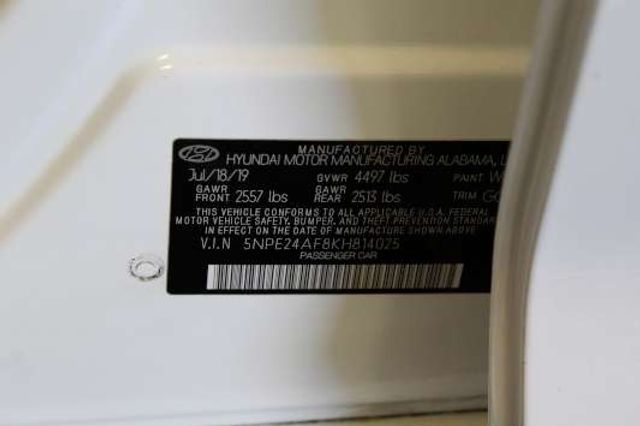 MANUFACTURED BY
HYUNDAI MOTOR MANUFACTURING ALABAMA, L
Jul/18/19 GVWR 4497 lbs PAINT W
GAWR FRONT 2557 lbs GAWR REAR 2513 lbs TRIM GC
THIS VEHICLE CONFORMS TO ALL APPLICABLE U.S.A. FEDERAL
MOTOR VEHICLE SAFETY, BUMPER, AND THEFT PREVENTION STANDA
IN EFFECT ON THE DATE OF MANUFACTURE SHOWN ABOVE.
V.I.N 5NPE24AF8KH814025
PASSENGER CAR